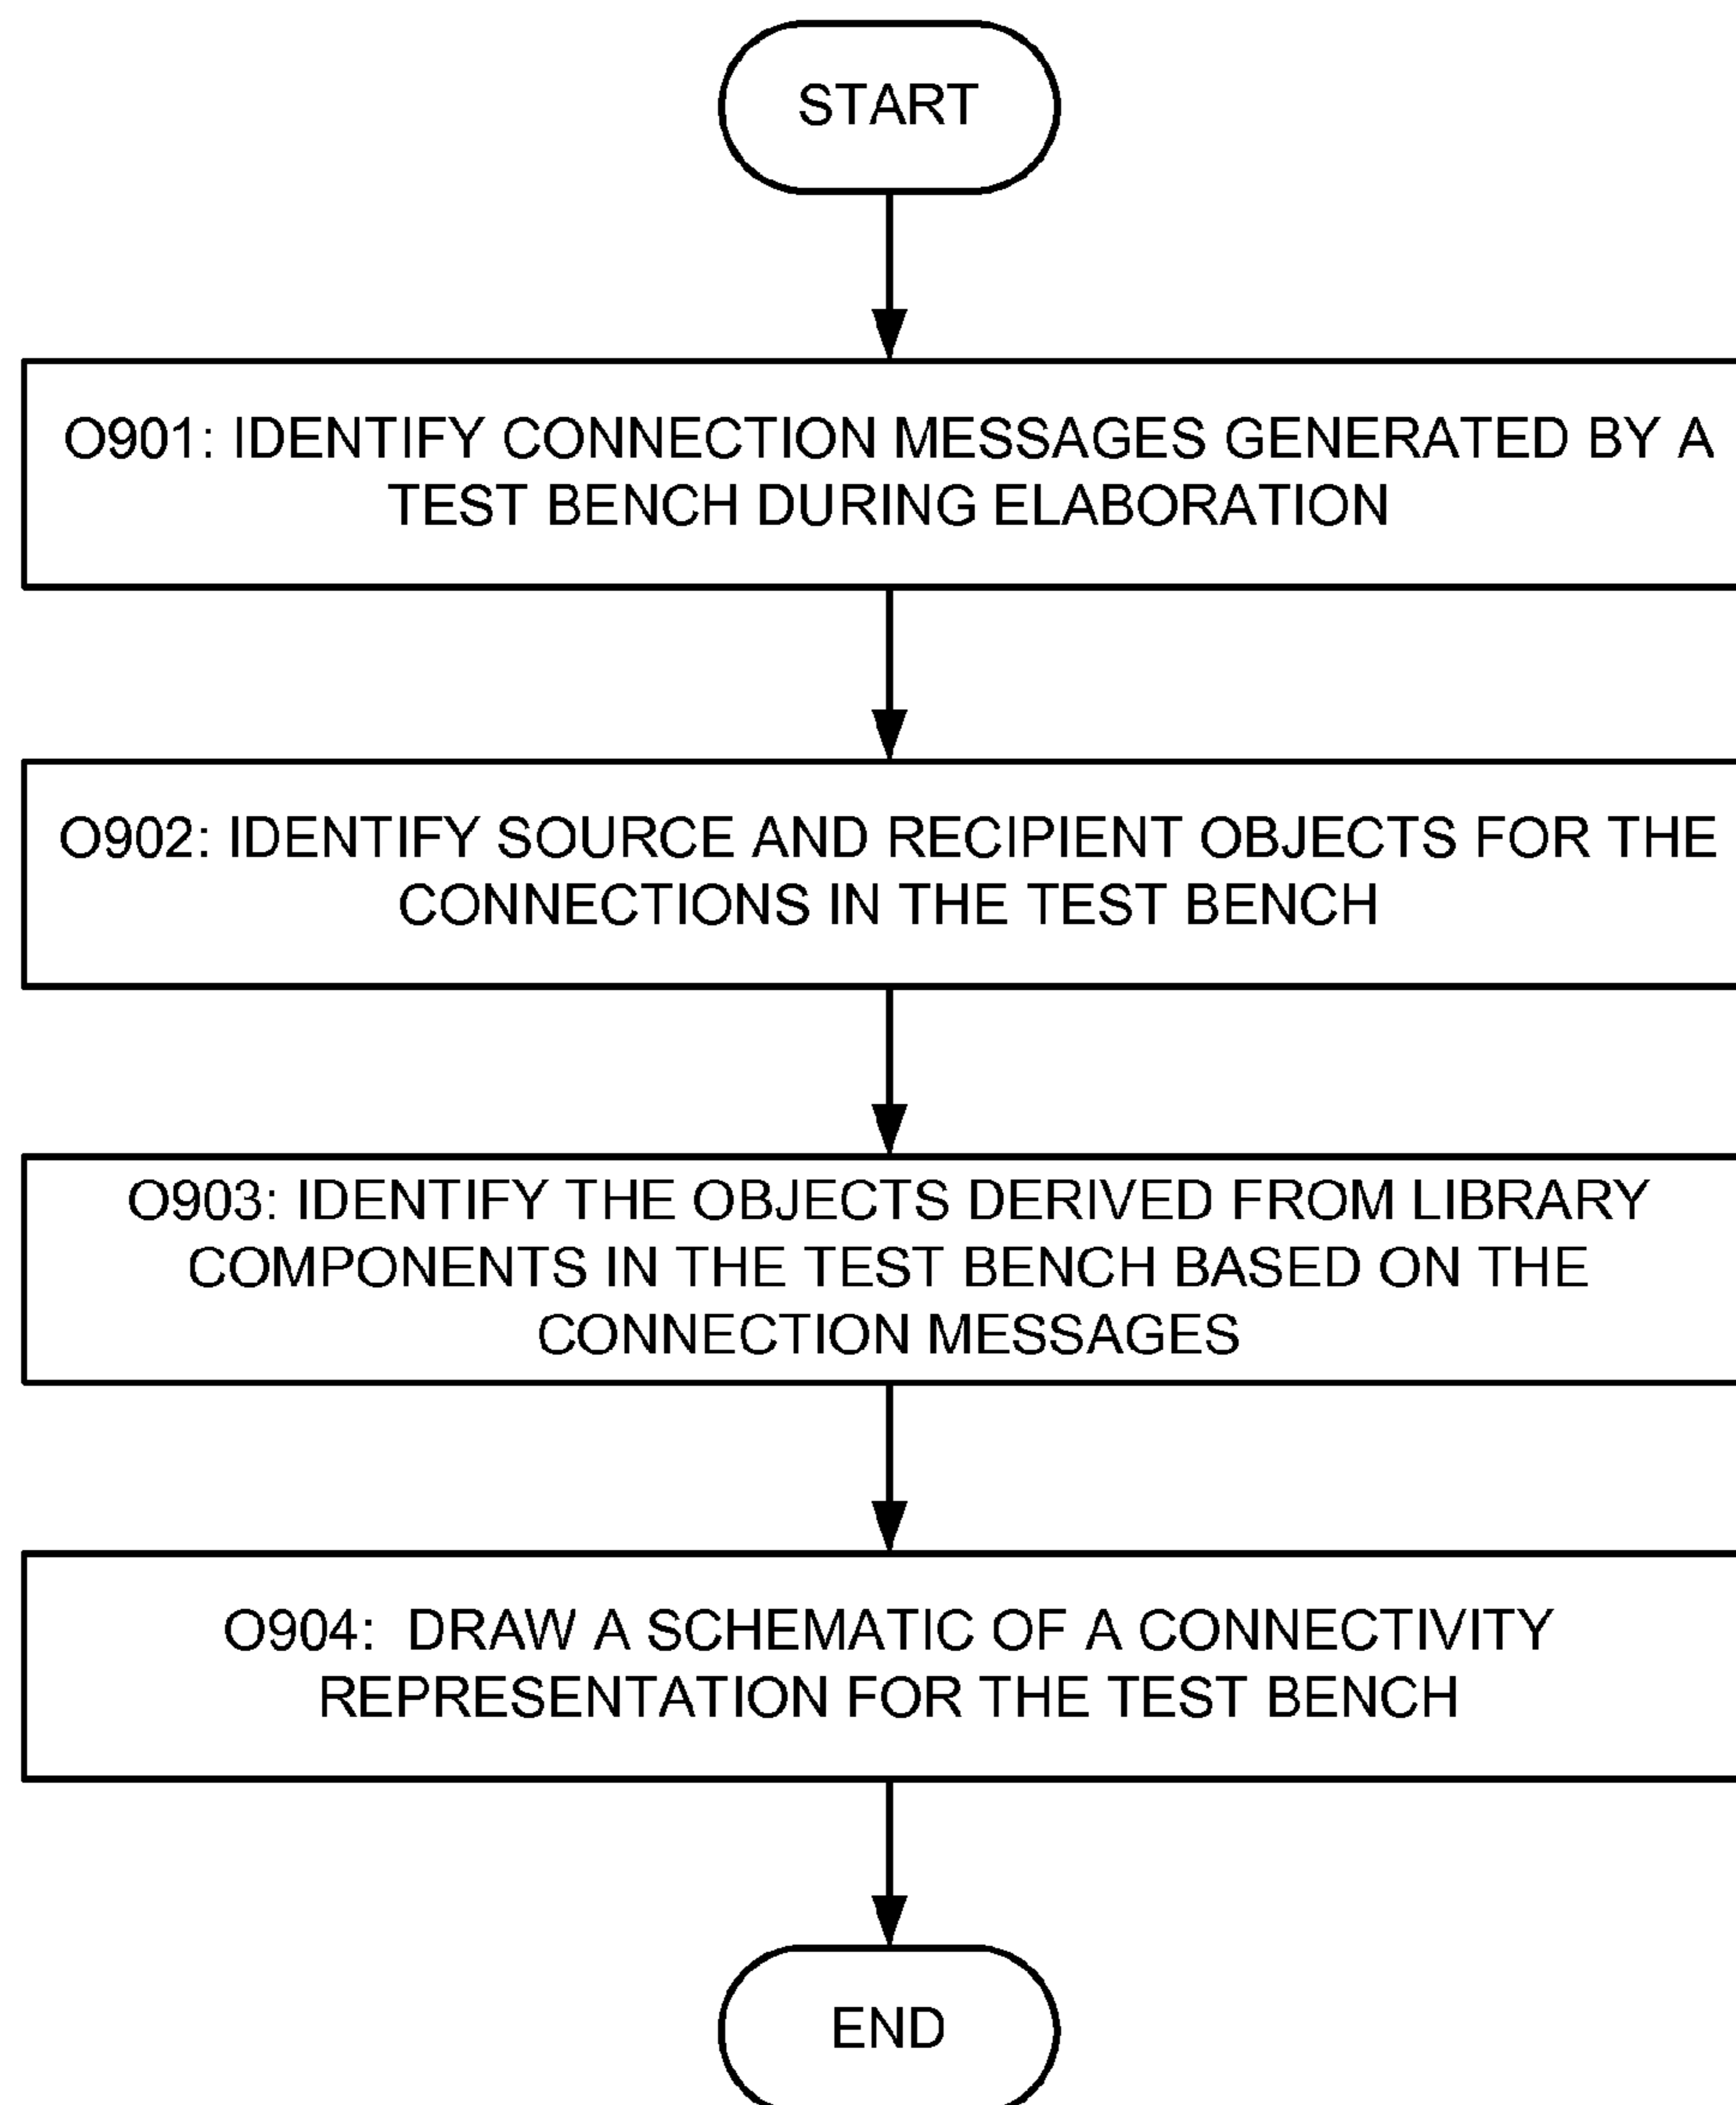 START
O901: IDENTIFY CONNECTION MESSAGES GENERATED BY A
TEST BENCH DURING ELABORATION
O902: IDENTIFY SOURCE AND RECIPIENT OBJECTS FOR THE
CONNECTIONS IN THE TEST BENCH
O903: IDENTIFY THE OBJECTS DERIVED FROM LIBRARY
COMPONENTS IN THE TEST BENCH BASED ON THE
CONNECTION MESSAGES
O904: DRAW A SCHEMATIC OF A CONNECTIVITY
REPRESENTATION FOR THE TEST BENCH
END